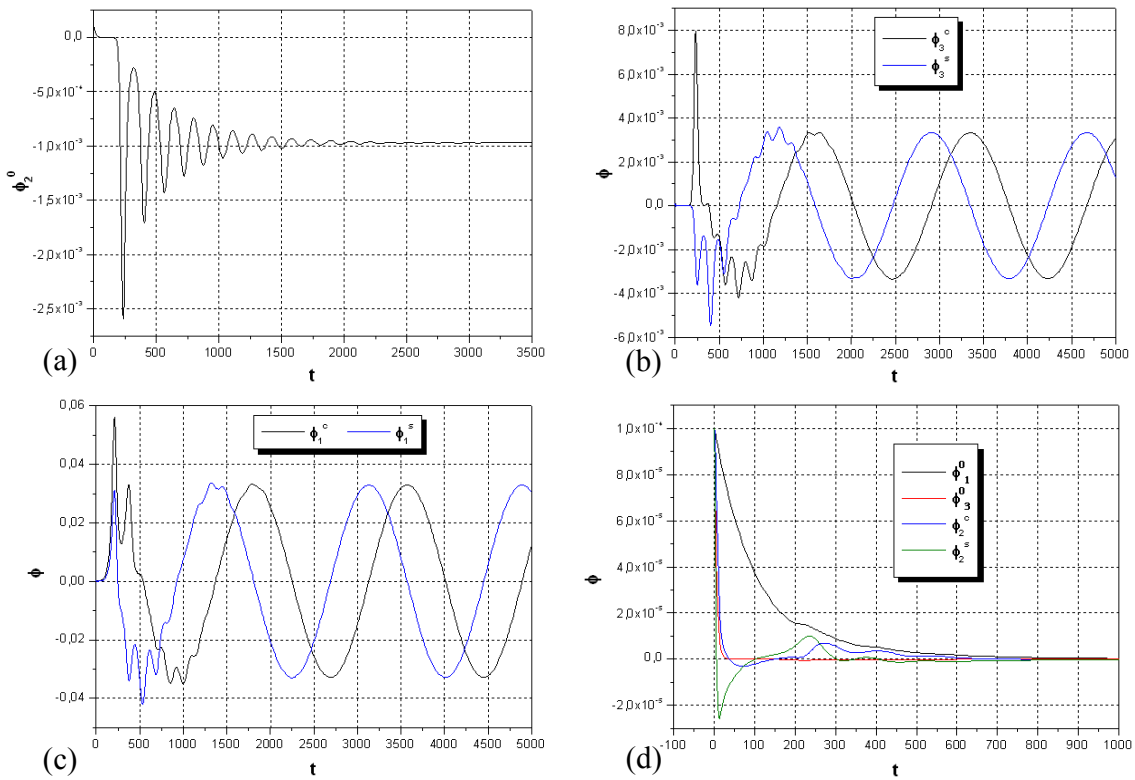 0,0
-5,0x10⁻⁴
-1,0x10⁻³
-1,5x10⁻³
-2,0x10⁻³
-2,5x10⁻³
ϕ₂⁰
0 500 1000 1500 2000 2500 3000 3500
t
(a)
8,0x10⁻³
6,0x10⁻³
4,0x10⁻³
2,0x10⁻³
0,0
-2,0x10⁻³
-4,0x10⁻³
-6,0x10⁻³
ϕ
ϕ₃ᶜ
ϕ₃ˢ
0 500 1000 1500 2000 2500 3000 3500 4000 4500 5000
t
(b)
0,06
0,04
0,02
0,00
-0,02
-0,04
ϕ
ϕ₁ᶜ ϕ₁ˢ
0 500 1000 1500 2000 2500 3000 3500 4000 4500 5000
t
(c)
1,0x10⁻⁴
8,0x10⁻⁵
6,0x10⁻⁵
4,0x10⁻⁵
2,0x10⁻⁵
0,0
-2,0x10⁻⁵
ϕ
ϕ₁⁰
ϕ₃⁰
ϕ₂ᶜ
ϕ₂ˢ
-100 0 100 200 300 400 500 600 700 800 900 1000
t
(d)